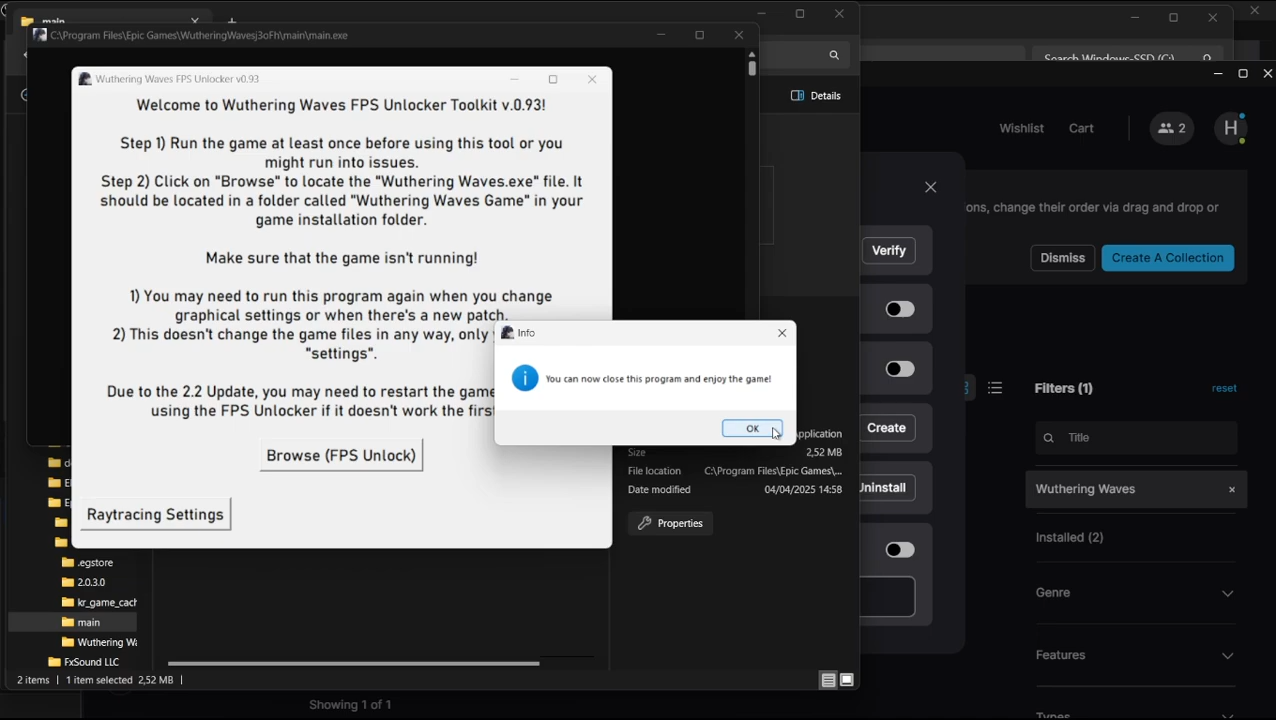 main
C:\Program Files\Epic Games\WutheringWavesj3oFh\main\main.exe
Search Windows-SSD (C:)
Wuthering Waves FPS Unlocker v0.93
Details
Welcome to Wuthering Waves FPS Unlocker Toolkit v.0.93!
Step 1) Run the game at least once before using this tool or you
might run into issues.
Step 2) Click on "Browse" to locate the "Wuthering Waves.exe" file. It
should be located in a folder called "Wuthering Waves Game" in your
game installation folder.
Make sure that the game isn't running!
1) You may need to run this program again when you change
graphical settings or when there's a new patch.
2) This doesn't change the game files in any way, only
"settings".
Due to the 2.2 Update, you may need to restart the game
using the FPS Unlocker if it doesn't work the first
Browse (FPS Unlock)
Raytracing Settings
Info
You can now close this program and enjoy the game!
OK
Application
Size 2,52 MB
File location C:\Program Files\Epic Games\...
Date modified 04/04/2025 14:58
Properties
.egstore
2.0.3.0
kr_game_cach
main
Wuthering Wa
FxSound LLC
2 items 1 item selected 2,52 MB
Wishlist Cart 2 H
ons, change their order via drag and drop or
Dismiss Create A Collection
Verify
Create
Uninstall
Filters (1) reset
Title
Wuthering Waves ×
Installed (2)
Genre
Features
Types
Showing 1 of 1